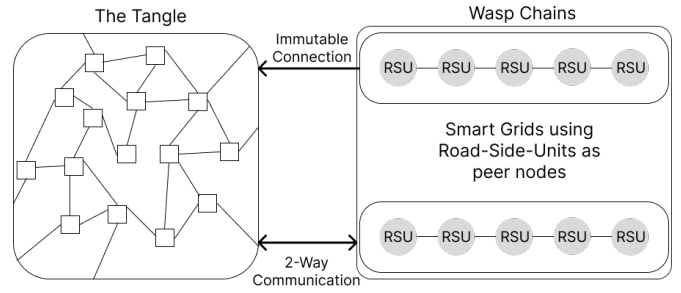 The Tangle
Wasp Chains
Immutable
Connection
RSU RSU RSU RSU RSU
Smart Grids using
Road-Side-Units as
peer nodes
RSU RSU RSU RSU RSU
2-Way
Communication